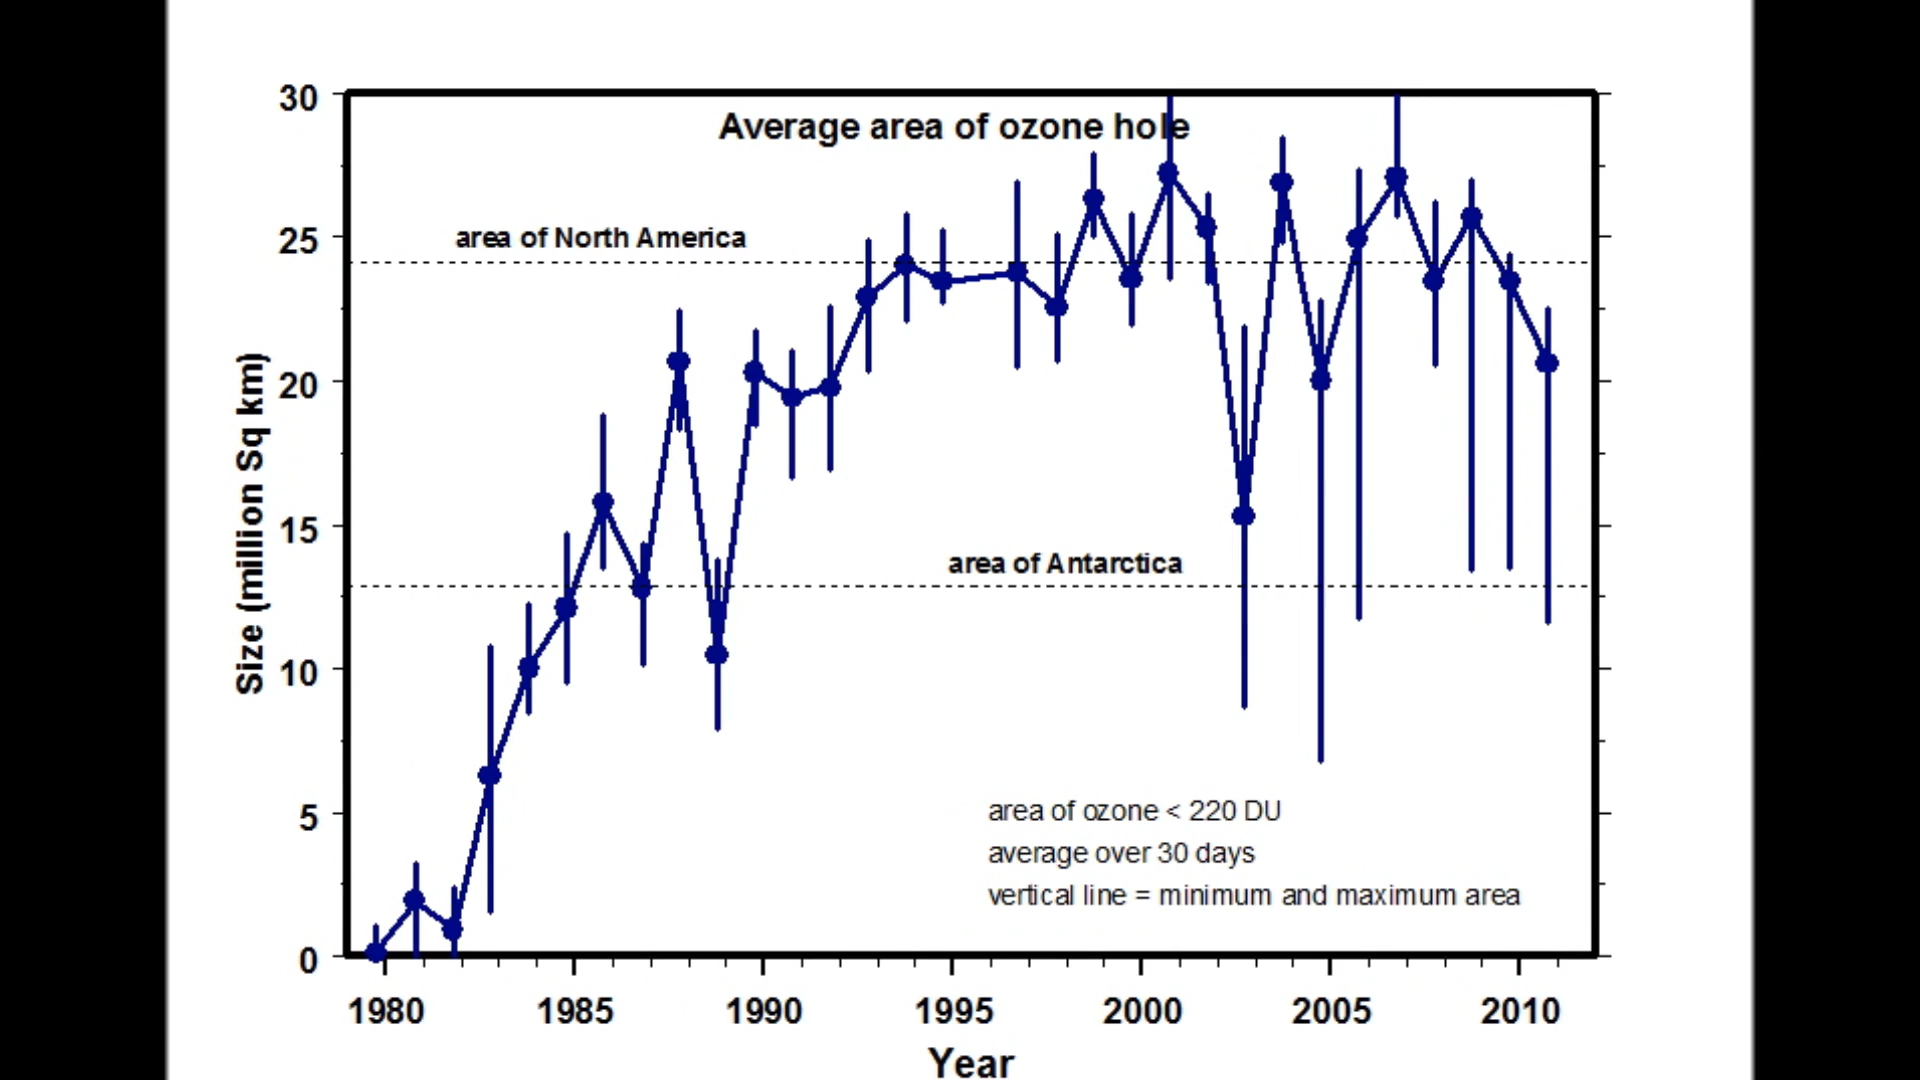 Average area of ozone hole
30
25
20
15
10
5
0
Size (million Sq km)
area of North America
area of Antarctica
area of ozone < 220 DU
average over 30 days
vertical line = minimum and maximum area
1980 1985 1990 1995 2000 2005 2010
Year